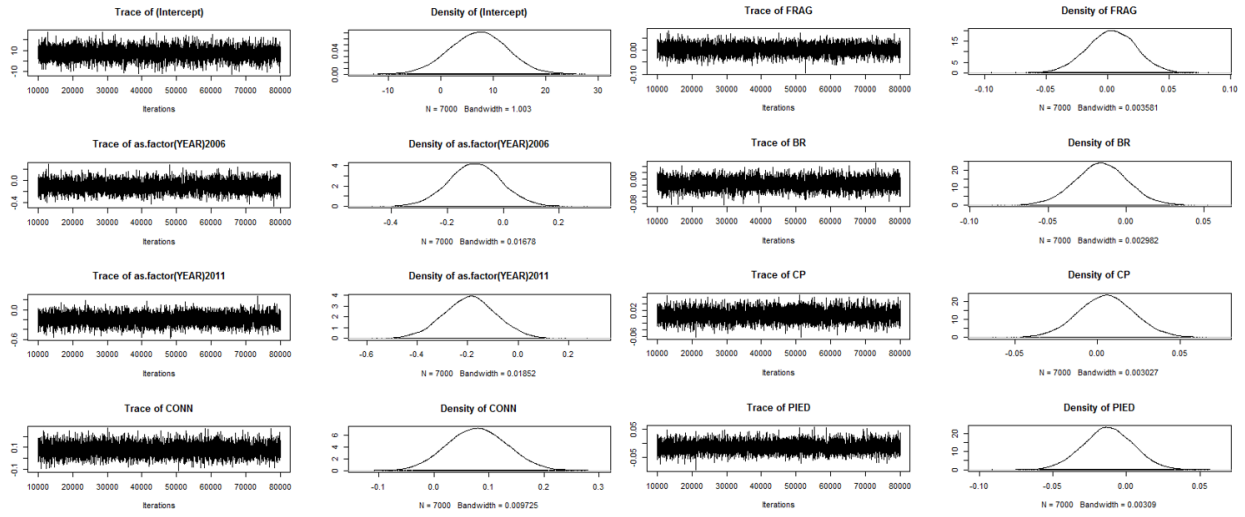 Trace of (Intercept)
10
-10
10000 20000 30000 40000 50000 60000 70000 80000
Iterations
Density of (Intercept)
0.04
0.00
-10 0 10 20 30
N = 7000 Bandwidth = 1.003
Trace of FRAG
0.00
-0.10
10000 20000 30000 40000 50000 60000 70000 80000
Iterations
Density of FRAG
15
5
0
-0.10 -0.05 0.00 0.05 0.10
N = 7000 Bandwidth = 0.003581
Trace of as.factor(YEAR)2006
0.0
-0.4
10000 20000 30000 40000 50000 60000 70000 80000
Iterations
Density of as.factor(YEAR)2006
4
2
0
-0.4 -0.2 0.0 0.2
N = 7000 Bandwidth = 0.01678
Trace of BR
0.00
-0.08
10000 20000 30000 40000 50000 60000 70000 80000
Iterations
Density of BR
20
10
0
-0.10 -0.05 0.00 0.05
N = 7000 Bandwidth = 0.002982
Trace of as.factor(YEAR)2011
0.0
-0.6
10000 20000 30000 40000 50000 60000 70000 80000
Iterations
Density of as.factor(YEAR)2011
4
3
2
1
0
-0.6 -0.4 -0.2 0.0 0.2
N = 7000 Bandwidth = 0.01852
Trace of CP
0.02
-0.06
10000 20000 30000 40000 50000 60000 70000 80000
Iterations
Density of CP
20
10
0
-0.05 0.00 0.05
N = 7000 Bandwidth = 0.003027
Trace of CONN
0.1
-0.1
10000 20000 30000 40000 50000 60000 70000 80000
Iterations
Density of CONN
6
4
2
0
-0.1 0.0 0.1 0.2 0.3
N = 7000 Bandwidth = 0.009725
Trace of PIED
0.05
-0.05
10000 20000 30000 40000 50000 60000 70000 80000
Iterations
Density of PIED
20
10
0
-0.10 -0.05 0.00 0.05
N = 7000 Bandwidth = 0.00309